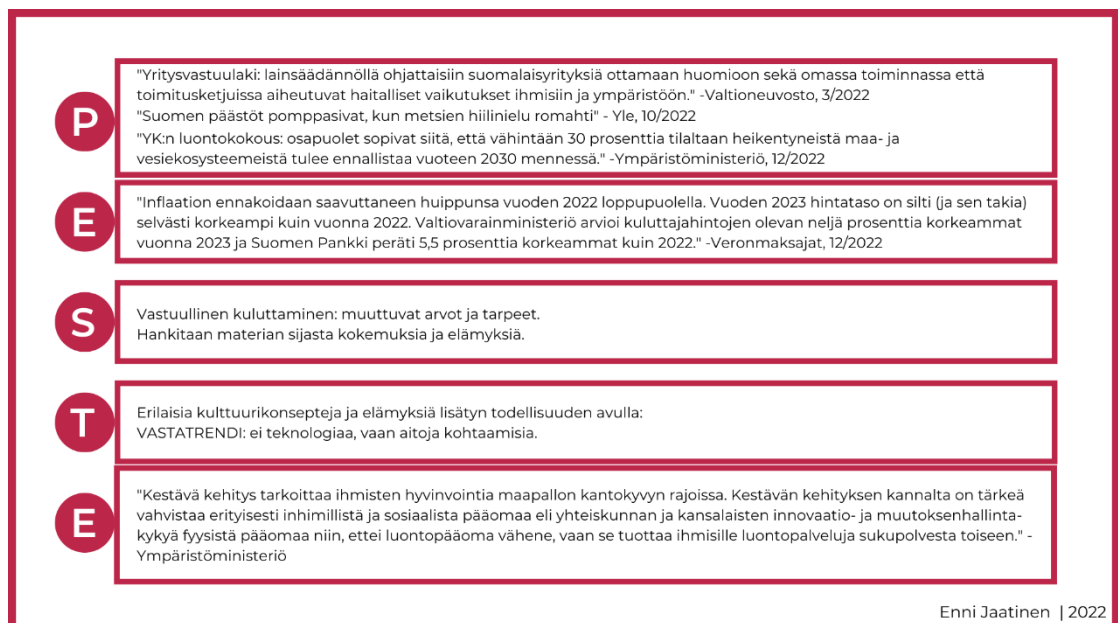 P
"Yritysvastuulaki: lainsäädännöllä ohjattaisiin suomalaisyrityksiä ottamaan huomioon sekä omassa toiminnassa että
toimitusketjuissa aiheutuvat haitalliset vaikutukset ihmisiin ja ympäristöön." -Valtioneuvosto, 3/2022
"Suomen päästöt pomppasivat, kun metsien hiilinielu romahti" - Yle, 10/2022
"YK:n luontokokous: osapuolet sopivat siitä, että vähintään 30 prosenttia tilaltaan heikentyneistä maa- ja
vesiekosysteemeistä tulee ennallistaa vuoteen 2030 mennessä." -Ympäristöministeriö, 12/2022
E
"Inflaation ennakoidaan saavuttaneen huippunsa vuoden 2022 loppupuolella. Vuoden 2023 hintataso on silti (ja sen takia)
selvästi korkeampi kuin vuonna 2022. Valtiovarainministeriö arvioi kuluttajahintojen olevan neljä prosenttia korkeammat
vuonna 2023 ja Suomen Pankki peräti 5,5 prosenttia korkeammat kuin 2022." -Veronmaksajat, 12/2022
S
Vastuullinen kuluttaminen: muuttuvat arvot ja tarpeet.
Hankitaan materian sijasta kokemuksia ja elämyksiä.
T
Erilaisia kulttuurikonsepteja ja elämyksiä lisätyn todellisuuden avulla:
VASTATRENDI: ei teknologiaa, vaan aitoja kohtaamisia.
E
"Kestävä kehitys tarkoittaa ihmisten hyvinvointia maapallon kantokyvyn rajoissa. Kestävän kehityksen kannalta on tärkeä
vahvistaa erityisesti inhimillistä ja sosiaalista pääomaa eli yhteiskunnan ja kansalaisten innovaatio- ja muutoksenhallinta-
kykyä fyysistä pääomaa niin, ettei luontopääoma vähene, vaan se tuottaa ihmisille luontopalveluja sukupolvesta toiseen." -
Ympäristöministeriö
Enni Jaatinen | 2022